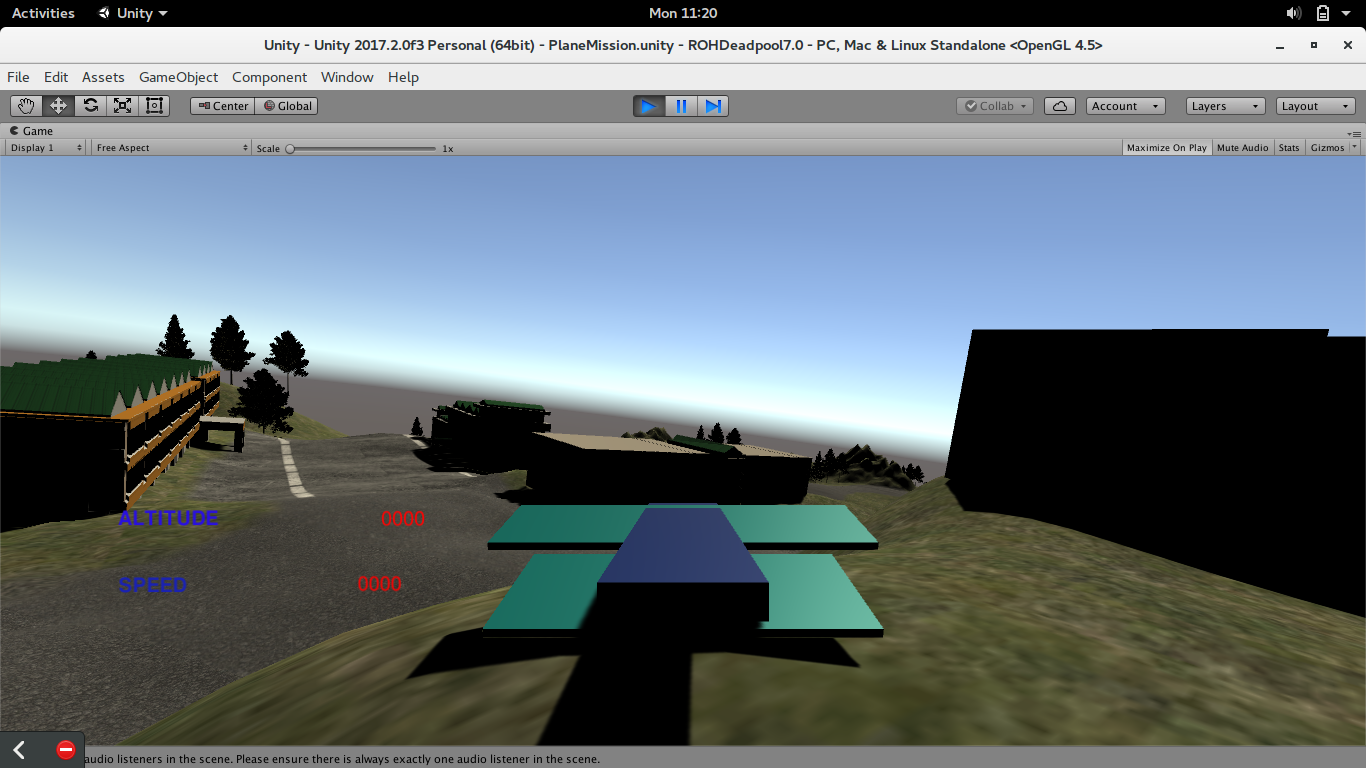 Activities Unity Mon 11:20
Unity - Unity 2017.2.0f3 Personal (64bit) - PlaneMission.unity - ROHDeadpool7.0 - PC, Mac & Linux Standalone <OpenGL 4.5>
File Edit Assets GameObject Component Window Help
Center Global Collab Account Layers Layout
Game
Display 1 Free Aspect Scale 1x Maximize On Play Mute Audio Stats Gizmos
ALTITUDE 0000
SPEED 0000
audio listeners in the scene. Please ensure there is always exactly one audio listener in the scene.